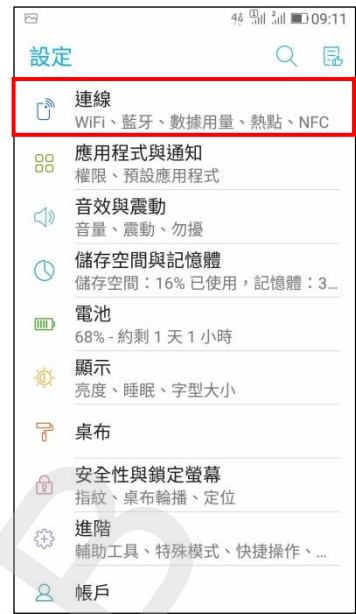 4G 09:11
設定
連線
WiFi、藍牙、數據用量、熱點、NFC
應用程式與通知
權限、預設應用程式
音效與震動
音量、震動、勿擾
儲存空間與記憶體
儲存空間：16% 已使用，記憶體：3...
電池
68% - 約剩 1 天 1 小時
顯示
亮度、睡眠、字型大小
桌布
安全性與鎖定螢幕
指紋、桌布輪播、定位
進階
輔助工具、特殊模式、快捷操作、...
帳戶